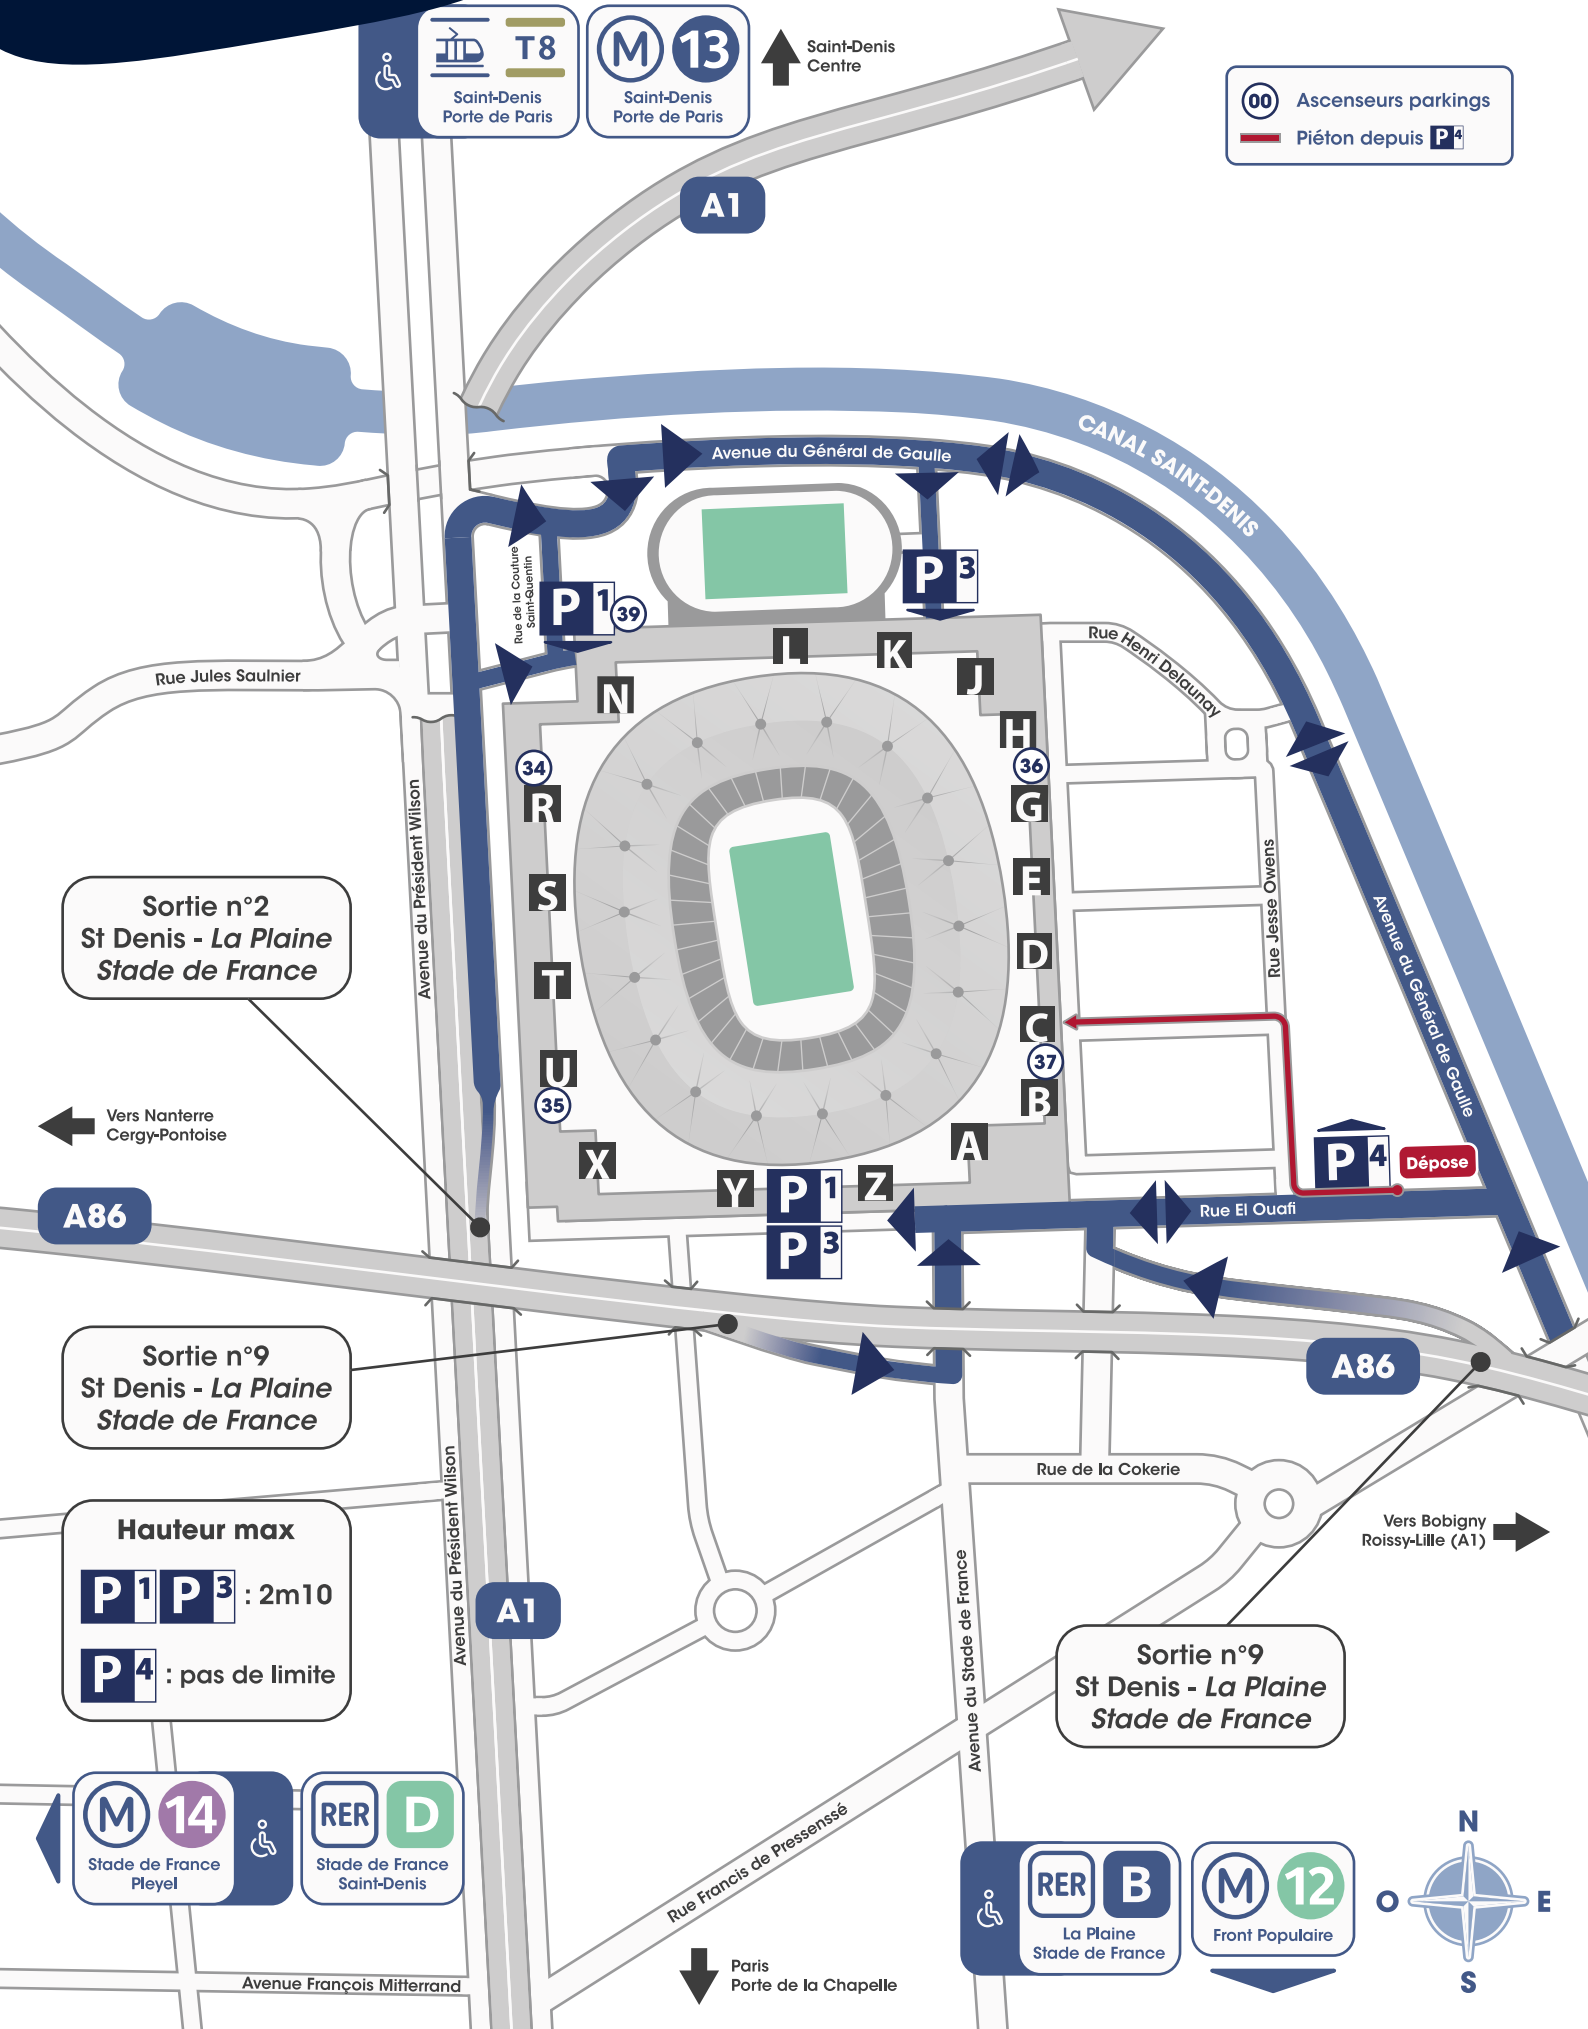 T8
Saint-Denis
Porte de Paris
M
13
Saint-Denis
Porte de Paris
Saint-Denis
Centre
00
Ascenseurs parkings
Piéton depuis P4
A1
CANAL SAINT-DENIS
Avenue du Général de Gaulle
Rue de la Couture
Saint-Quentin
P1
39
P3
Rue Henri Delaunay
Rue Jules Saulnier
L
K
J
N
H
34
36
R
G
Avenue du Président Wilson
Rue Jesse Owens
E
S
Sortie n°2
St Denis - La Plaine
Stade de France
D
T
Avenue du Général de Gaulle
C
37
U
35
B
Vers Nanterre
Cergy-Pontoise
A
X
Y
P1
Z
P4
Dépose
Rue El Ouafi
A86
P3
Sortie n°9
St Denis - La Plaine
Stade de France
A86
Rue de la Cokerie
Avenue du Président Wilson
Vers Bobigny
Roissy-Lille (A1)
Hauteur max
P1 P3 : 2m10
P4 : pas de limite
A1
Avenue du Stade de France
Sortie n°9
St Denis - La Plaine
Stade de France
M
14
Stade de France
Pleyel
RER
D
Stade de France
Saint-Denis
Rue Francis de Pressenssé
RER
B
La Plaine
Stade de France
M
12
Front Populaire
N
O
E
S
Avenue François Mitterrand
Paris
Porte de la Chapelle